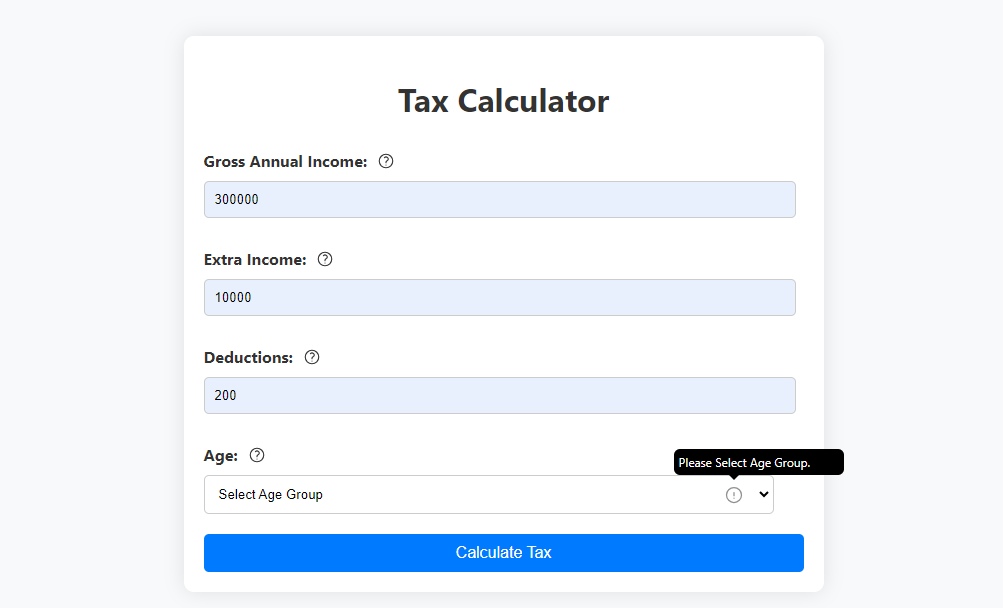 Tax Calculator
Gross Annual Income: ?
300000
Extra Income: ?
10000
Deductions: ?
200
Age: ?
Please Select Age Group.
Select Age Group !
Calculate Tax